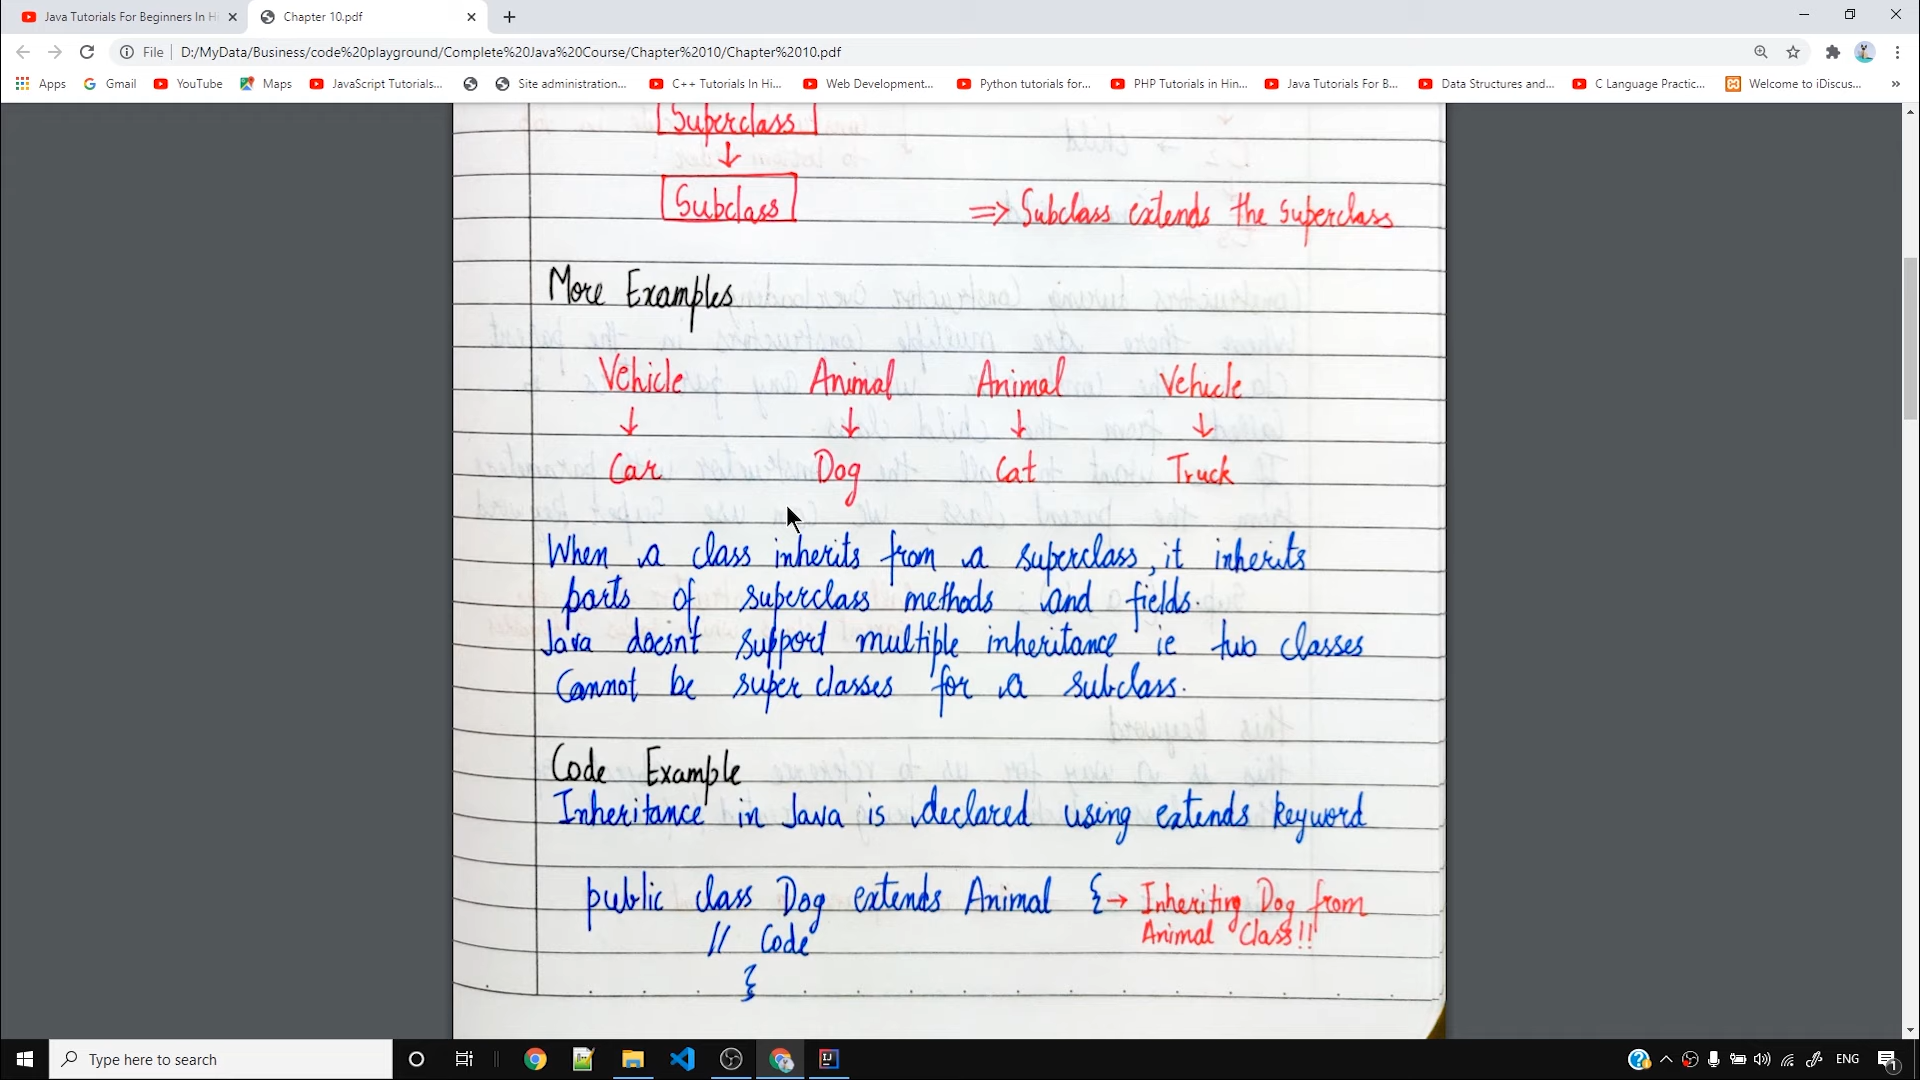 Java Tutorials For Beginners In Hi
Chapter 10.pdf
File
D:/MyData/Business/code%20playground/Complete%20Java%20Course/Chapter%2010/Chapter%2010.pdf
Apps
Gmail
YouTube
Maps
JavaScript Tutorials...
Site administration...
C++ Tutorials In Hi...
Web Development...
Python tutorials for...
PHP Tutorials in Hin...
Java Tutorials For B...
Data Structures and...
C Language Practic...
Welcome to iDiscus...
Superclass
↓
Subclass
=> Subclass extends the superclass
More Examples
Vehicle Animal Animal Vehicle
↓ ↓ ↓ ↓
Car Dog Cat Truck
When a class inherits from a superclass, it inherits
parts of superclass methods and fields.
Java doesn't support multiple inheritance ie two classes
Cannot be super classes for a subclass.
Code Example
Inheritance in Java is declared using extends keyword
public class Dog extends Animal { → Inheriting Dog from
Animal Class!!
// Code
}
Type here to search
ENG
1